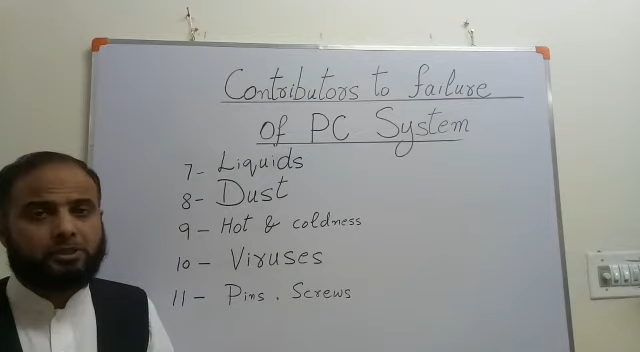 Contributors to failure
of PC System
7- Liquids
8- Dust
9- Hot & coldness
10- Viruses
11- Pins. Screws